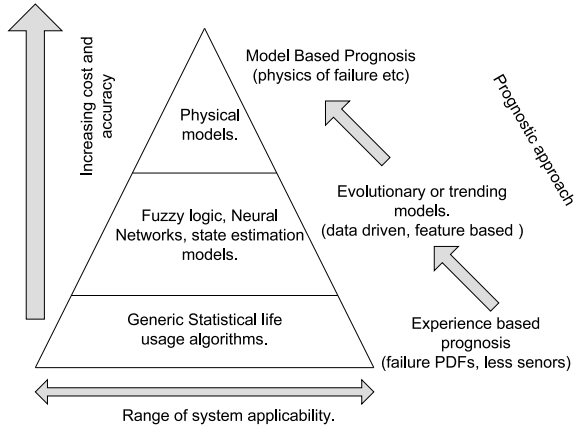 Increasing cost and
accuracy
Physical
models.
Fuzzy logic, Neural
Networks, state estimation
models.
Generic Statistical life
usage algorithms.
Range of system applicability.
Model Based Prognosis
(physics of failure etc)
Evolutionary or trending
models.
(data driven, feature based )
Experience based
prognosis
(failure PDFs, less senors)
Prognostic approach